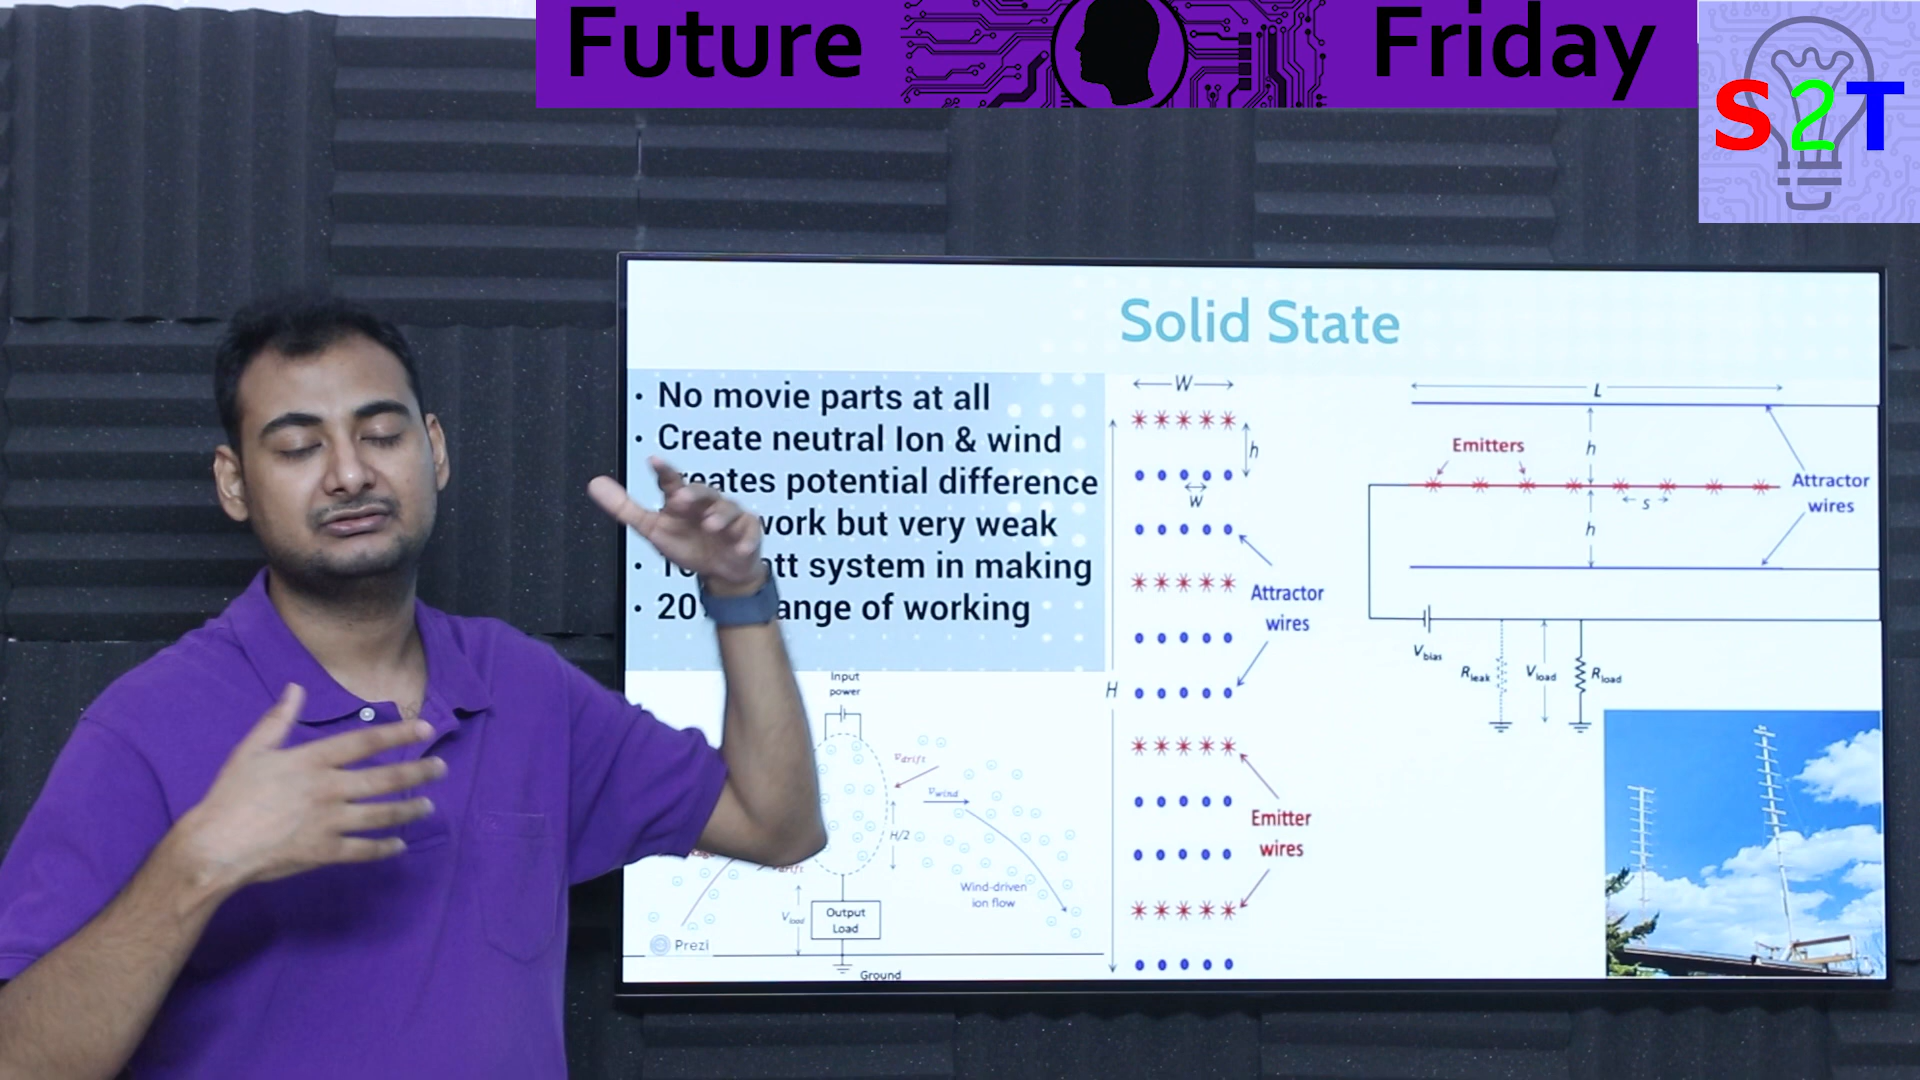 Future Friday
S2T
Solid State
• No movie parts at all
• Create neutral Ion & wind
potential difference
work but very weak
system in making
of working
W
h
w
Attractor
wires
H
Emitter
wires
L
h
Emitters
Attractor
wires
s
h
Vbias
Rleak
Vload
Rload
Input
power
vdrift
vwind
H/2
Wind-driven
ion flow
Vload
Output
Load
Prezi
Ground